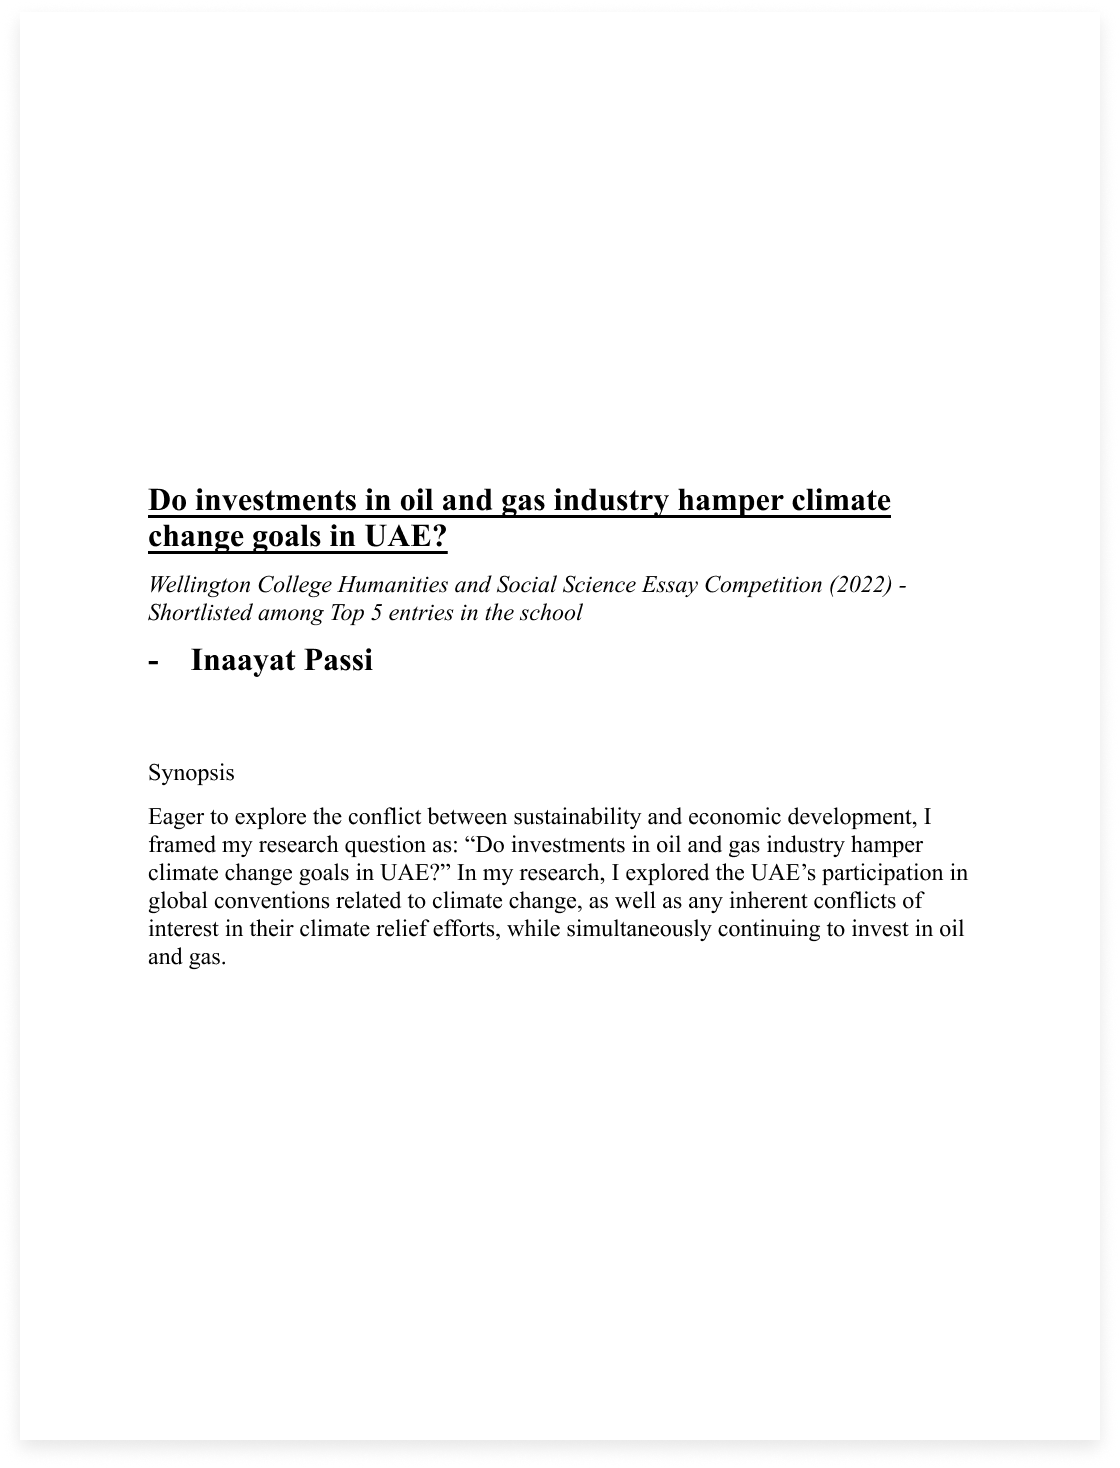 Do investments in oil and gas industry hamper climate
change goals in UAE?
Wellington College Humanities and Social Science Essay Competition (2022) -
Shortlisted among Top 5 entries in the school
- Inaayat Passi
Synopsis
Eager to explore the conflict between sustainability and economic development, I
framed my research question as: “Do investments in oil and gas industry hamper
climate change goals in UAE?” In my research, I explored the UAE’s participation in
global conventions related to climate change, as well as any inherent conflicts of
interest in their climate relief efforts, while simultaneously continuing to invest in oil
and gas.